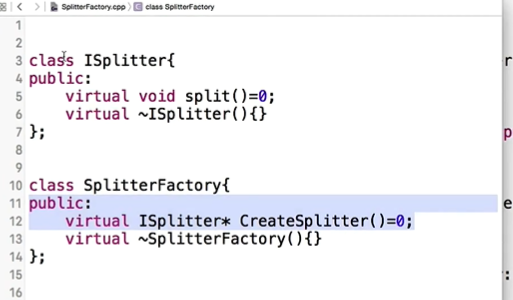 SplitterFactory.cpp › C class SplitterFactory
1
2
3 class ISplitter{
4 public:
5     virtual void split()=0;
6     virtual ~ISplitter(){}
7 };
8
9
10 class SplitterFactory{
11 public:
12     virtual ISplitter* CreateSplitter()=0;
13     virtual ~SplitterFactory(){}
14 };
15
16